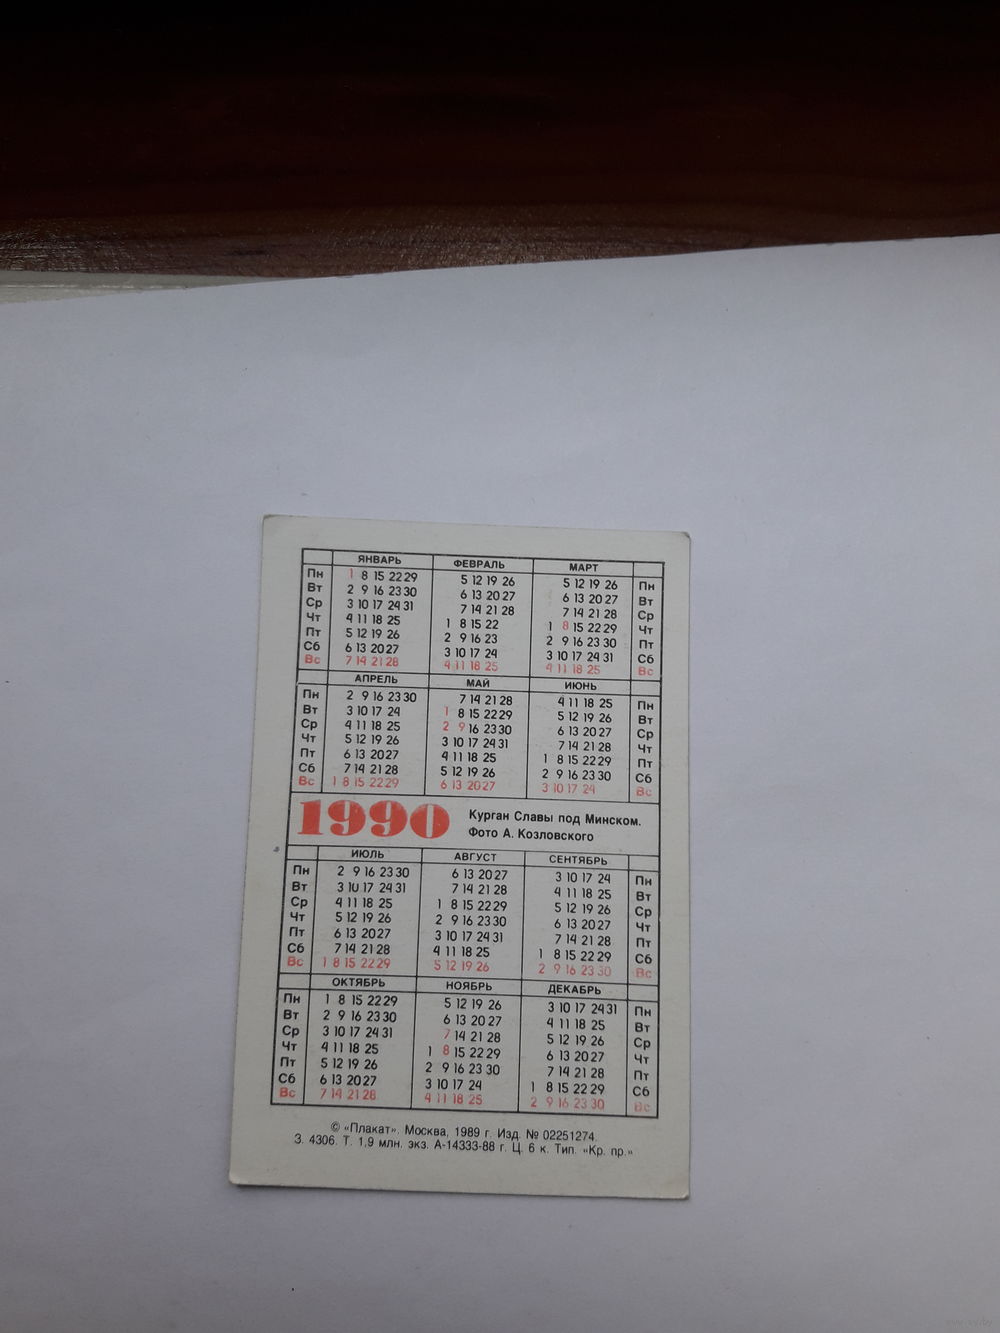 ЯНВАРЬ ФЕВРАЛЬ МАРТ
Пн 1 8 15 22 29 5 12 19 26 5 12 19 26 Пн
Вт 2 9 16 23 30 6 13 20 27 6 13 20 27 Вт
Ср 3 10 17 24 31 7 14 21 28 7 14 21 28 Ср
Чт 4 11 18 25 1 8 15 22 1 8 15 22 29 Чт
Пт 5 12 19 26 2 9 16 23 2 9 16 23 30 Пт
Сб 6 13 20 27 3 10 17 24 3 10 17 24 31 Сб
Вс 7 14 21 28 4 11 18 25 4 11 18 25 Вс
АПРЕЛЬ МАЙ ИЮНЬ
Пн 2 9 16 23 30 7 14 21 28 4 11 18 25 Пн
Вт 3 10 17 24 1 8 15 22 29 5 12 19 26 Вт
Ср 4 11 18 25 2 9 16 23 30 6 13 20 27 Ср
Чт 5 12 19 26 3 10 17 24 31 7 14 21 28 Чт
Пт 6 13 20 27 4 11 18 25 1 8 15 22 29 Пт
Сб 7 14 21 28 5 12 19 26 2 9 16 23 30 Сб
Вс 1 8 15 22 29 6 13 20 27 3 10 17 24 Вс
1990 Курган Славы под Минском.
Фото А. Козловского
ИЮЛЬ АВГУСТ СЕНТЯБРЬ
Пн 2 9 16 23 30 6 13 20 27 3 10 17 24 Пн
Вт 3 10 17 24 31 7 14 21 28 4 11 18 25 Вт
Ср 4 11 18 25 1 8 15 22 29 5 12 19 26 Ср
Чт 5 12 19 26 2 9 16 23 30 6 13 20 27 Чт
Пт 6 13 20 27 3 10 17 24 31 7 14 21 28 Пт
Сб 7 14 21 28 4 11 18 25 1 8 15 22 29 Сб
Вс 1 8 15 22 29 5 12 19 26 2 9 16 23 30 Вс
ОКТЯБРЬ НОЯБРЬ ДЕКАБРЬ
Пн 1 8 15 22 29 5 12 19 26 3 10 17 24 31 Пн
Вт 2 9 16 23 30 6 13 20 27 4 11 18 25 Вт
Ср 3 10 17 24 31 7 14 21 28 5 12 19 26 Ср
Чт 4 11 18 25 1 8 15 22 29 6 13 20 27 Чт
Пт 5 12 19 26 2 9 16 23 30 7 14 21 28 Пт
Сб 6 13 20 27 3 10 17 24 1 8 15 22 29 Сб
Вс 7 14 21 28 4 11 18 25 2 9 16 23 30 Вс
© «Плакат». Москва, 1989 г. Изд. № 02251274.
З. 4306. Т. 1,9 млн. экз. А-14333-88 г. Ц. 6 к. Тип. «Кр. пр.»